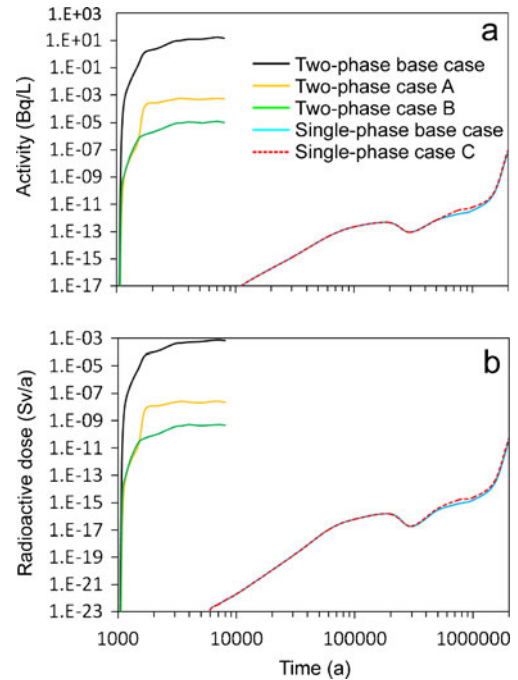 a
1.E+01
1.E-01
1.E-03
1.E-05
1.E-07
1.E-09
1.E-11
1.E-13
1.E-15
1.E-17
Activity (Bq/L)
Two-phase base case
Two-phase case A
Two-phase case B
Single-phase base case
Single-phase case C
b
1.E-03
1.E-05
1.E-07
1.E-09
1.E-11
1.E-13
1.E-15
1.E-17
1.E-19
1.E-21
1.E-23
Radioactive dose (Sv/a)
1000
10000
100000
1000000
Time (a)